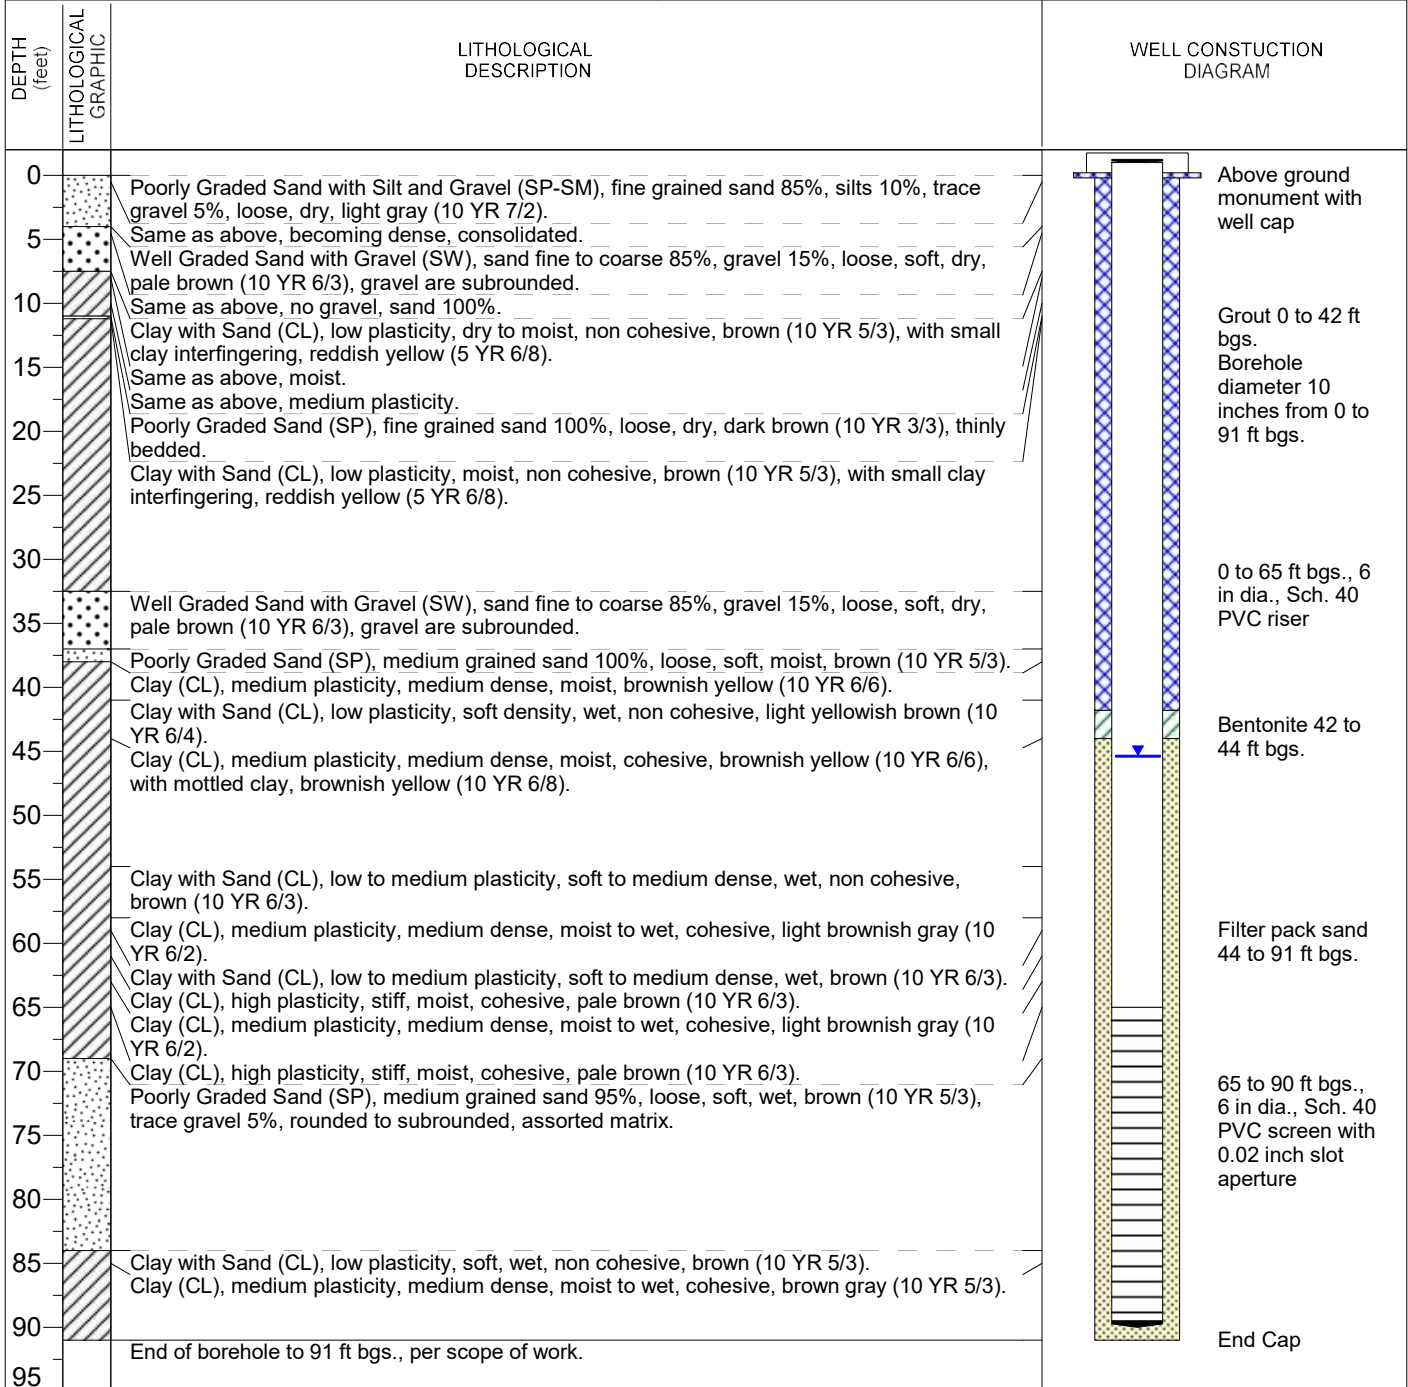 DEPTH
(feet)
LITHOLOGICAL
GRAPHIC
LITHOLOGICAL
DESCRIPTION
WELL CONSTUCTION
DIAGRAM
0
5
10
15
20
25
30
35
40
45
50
55
60
65
70
75
80
85
90
95
Poorly Graded Sand with Silt and Gravel (SP-SM), fine grained sand 85%, silts 10%, trace
gravel 5%, loose, dry, light gray (10 YR 7/2).
Same as above, becoming dense, consolidated.
Well Graded Sand with Gravel (SW), sand fine to coarse 85%, gravel 15%, loose, soft, dry,
pale brown (10 YR 6/3), gravel are subrounded.
Same as above, no gravel, sand 100%.
Clay with Sand (CL), low plasticity, dry to moist, non cohesive, brown (10 YR 5/3), with small
clay interfingering, reddish yellow (5 YR 6/8).
Same as above, moist.
Same as above, medium plasticity.
Poorly Graded Sand (SP), fine grained sand 100%, loose, dry, dark brown (10 YR 3/3), thinly
bedded.
Clay with Sand (CL), low plasticity, moist, non cohesive, brown (10 YR 5/3), with small clay
interfingering, reddish yellow (5 YR 6/8).
Well Graded Sand with Gravel (SW), sand fine to coarse 85%, gravel 15%, loose, soft, dry,
pale brown (10 YR 6/3), gravel are subrounded.
Poorly Graded Sand (SP), medium grained sand 100%, loose, soft, moist, brown (10 YR 5/3).
Clay (CL), medium plasticity, medium dense, moist, brownish yellow (10 YR 6/6).
Clay with Sand (CL), low plasticity, soft density, wet, non cohesive, light yellowish brown (10
YR 6/4).
Clay (CL), medium plasticity, medium dense, moist, cohesive, brownish yellow (10 YR 6/6),
with mottled clay, brownish yellow (10 YR 6/8).
Clay with Sand (CL), low to medium plasticity, soft to medium dense, wet, non cohesive,
brown (10 YR 6/3).
Clay (CL), medium plasticity, medium dense, moist to wet, cohesive, light brownish gray (10
YR 6/2).
Clay with Sand (CL), low to medium plasticity, soft to medium dense, wet, brown (10 YR 6/3).
Clay (CL), high plasticity, stiff, moist, cohesive, pale brown (10 YR 6/3).
Clay (CL), medium plasticity, medium dense, moist to wet, cohesive, light brownish gray (10
YR 6/2).
Clay (CL), high plasticity, stiff, moist, cohesive, pale brown (10 YR 6/3).
Poorly Graded Sand (SP), medium grained sand 95%, loose, soft, wet, brown (10 YR 5/3),
trace gravel 5%, rounded to subrounded, assorted matrix.
Clay with Sand (CL), low plasticity, soft, wet, non cohesive, brown (10 YR 5/3).
Clay (CL), medium plasticity, medium dense, moist to wet, cohesive, brown gray (10 YR 5/3).
End of borehole to 91 ft bgs., per scope of work.
Above ground
monument with
well cap
Grout 0 to 42 ft
bgs.
Borehole
diameter 10
inches from 0 to
91 ft bgs.
0 to 65 ft bgs., 6
in dia., Sch. 40
PVC riser
Bentonite 42 to
44 ft bgs.
Filter pack sand
44 to 91 ft bgs.
65 to 90 ft bgs.,
6 in dia., Sch. 40
PVC screen with
0.02 inch slot
aperture
End Cap